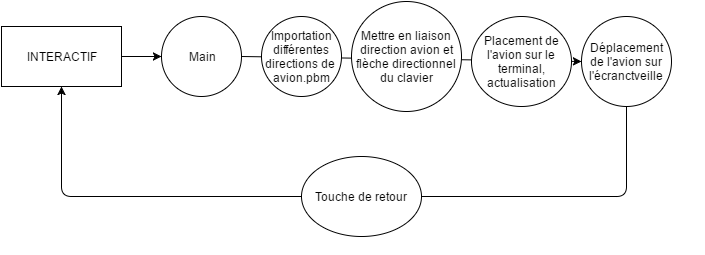 INTERACTIF
Main
Importation
différentes
directions de
avion.pbm
Mettre en liaison
direction avion et
flèche directionnel
du clavier
Placement de
l'avion sur le
terminal,
actualisation
Déplacement
de l'avion sur
l'écranctveille
Touche de retour